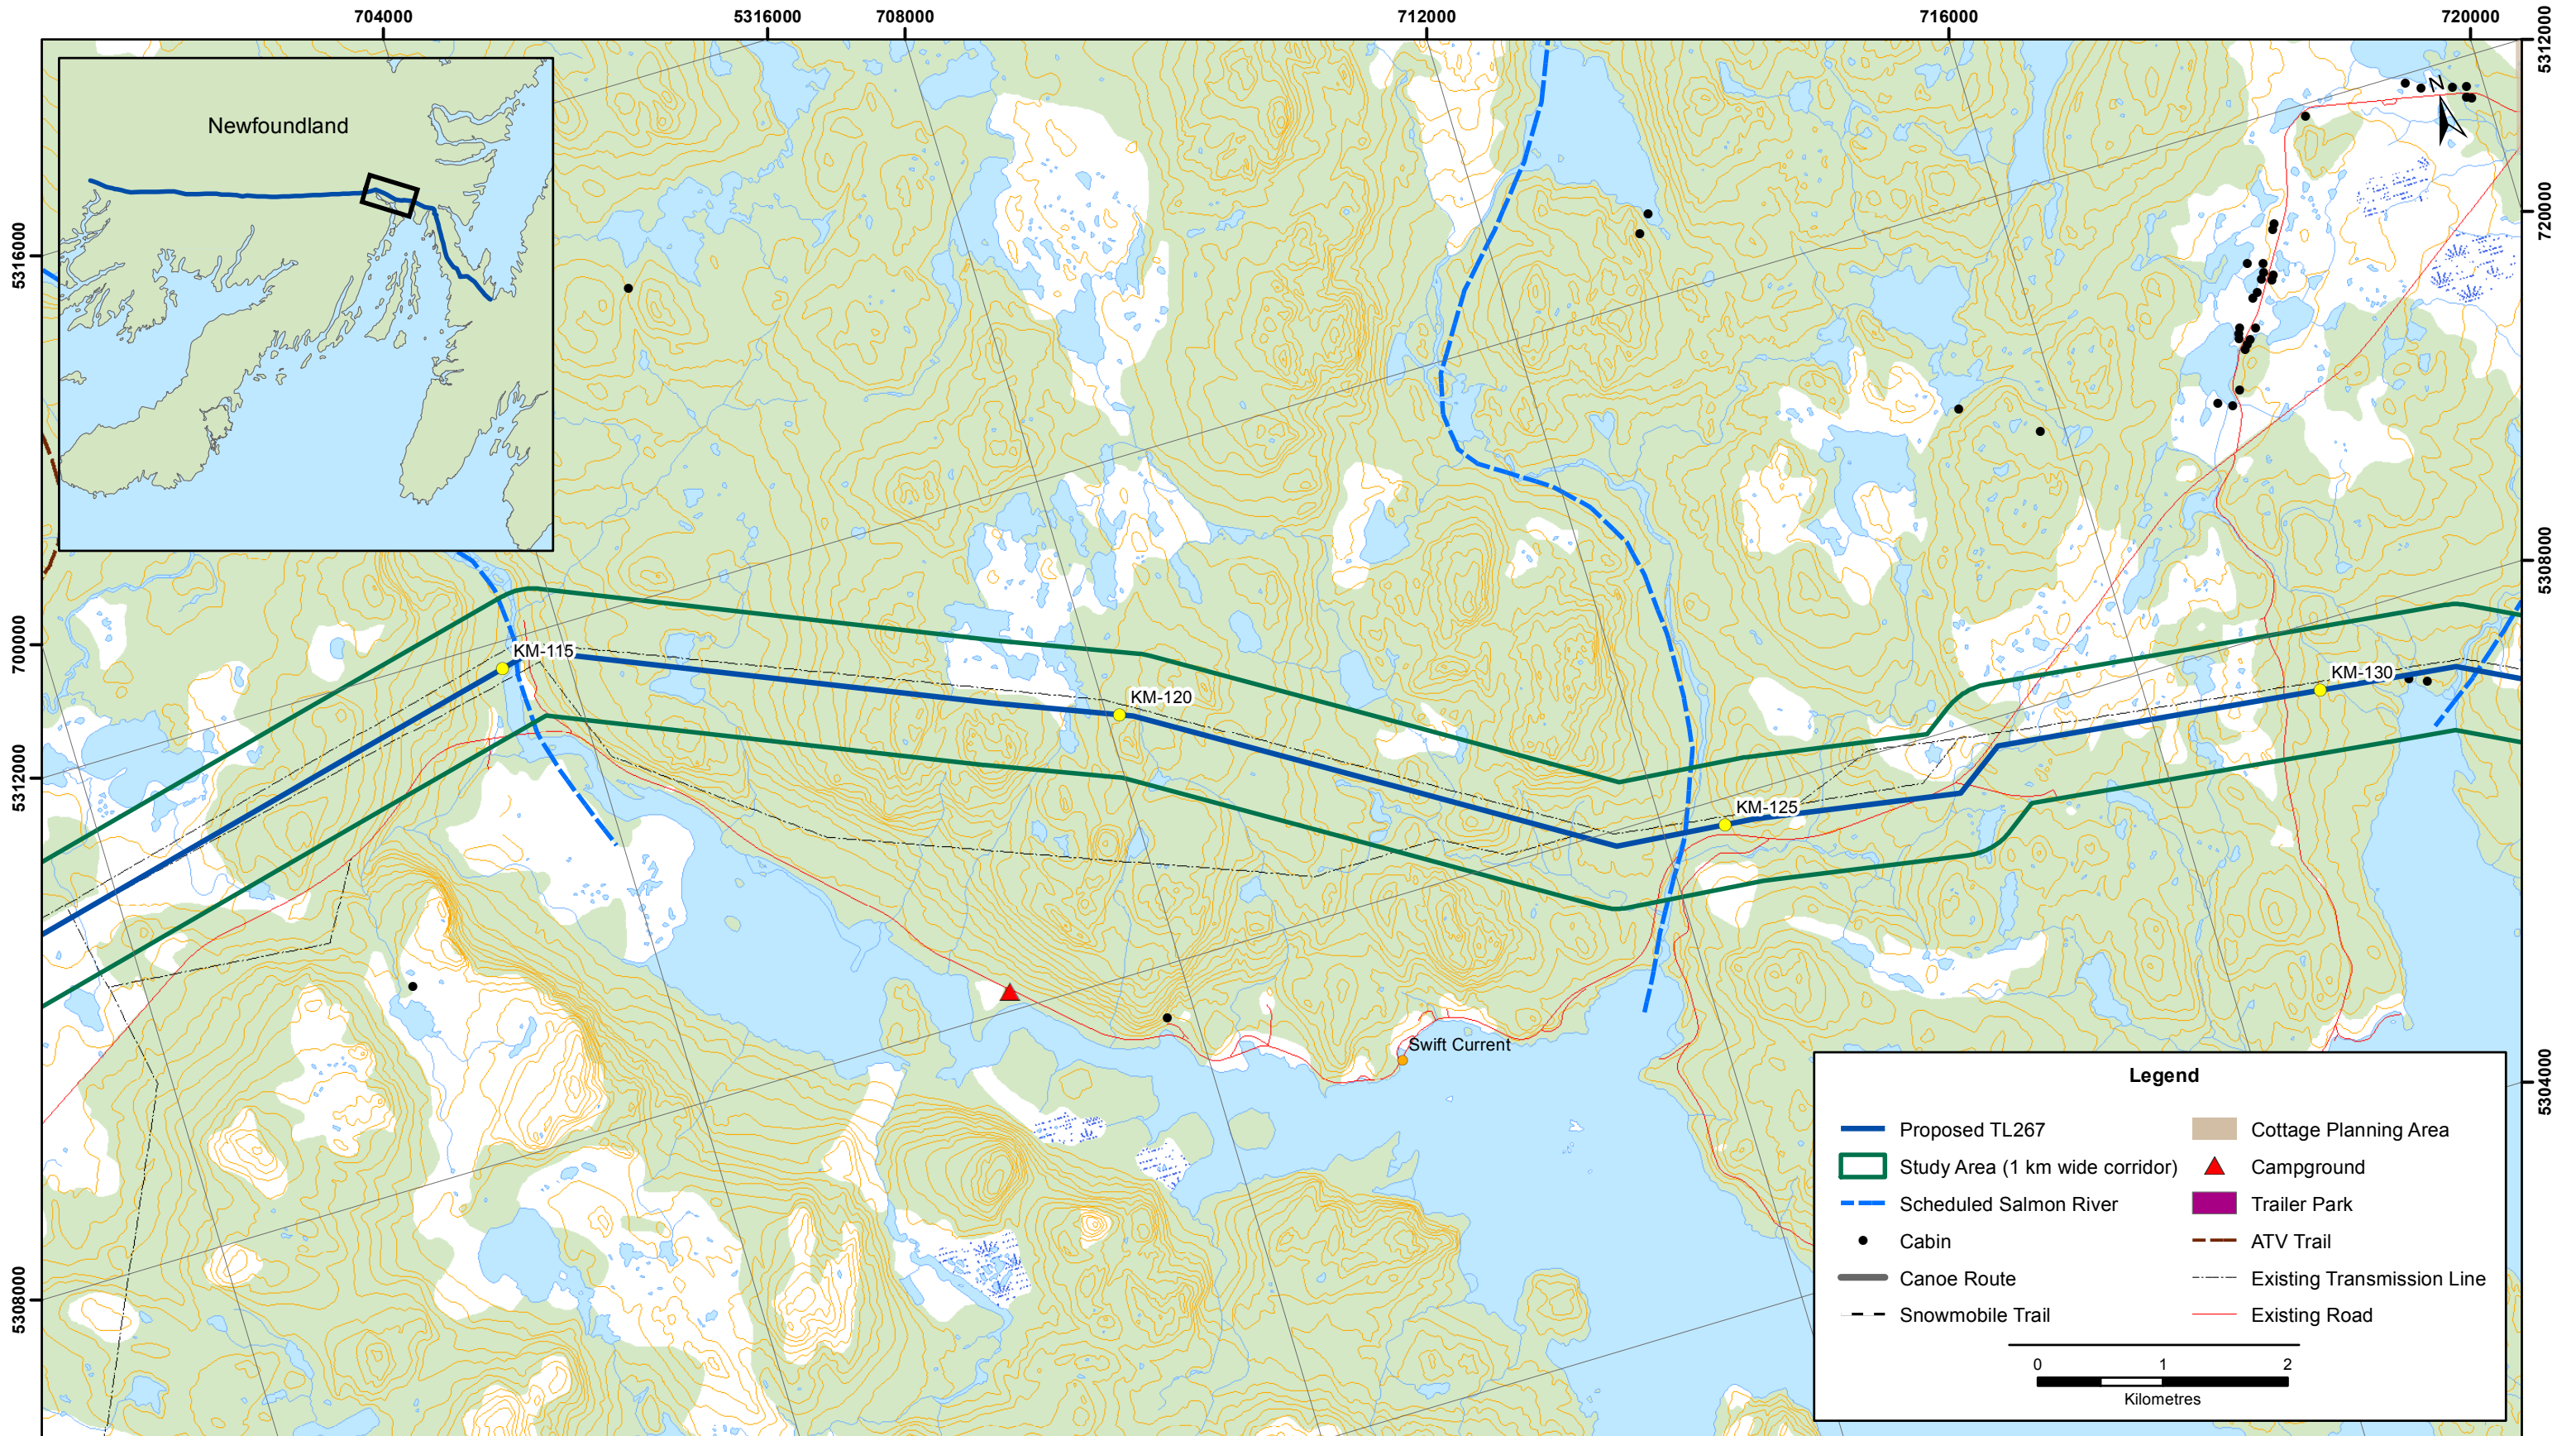 704000
5316000
708000
712000
716000
720000
5312000
Newfoundland
N
5316000
720000
5308000
700000
KM-115
KM-120
KM-130
5312000
KM-125
Swift Current
5304000
5308000
Legend
Proposed TL267
Study Area (1 km wide corridor)
Scheduled Salmon River
Cabin
Canoe Route
Snowmobile Trail
Cottage Planning Area
Campground
Trailer Park
ATV Trail
Existing Transmission Line
Existing Road
0 1 2
Kilometres